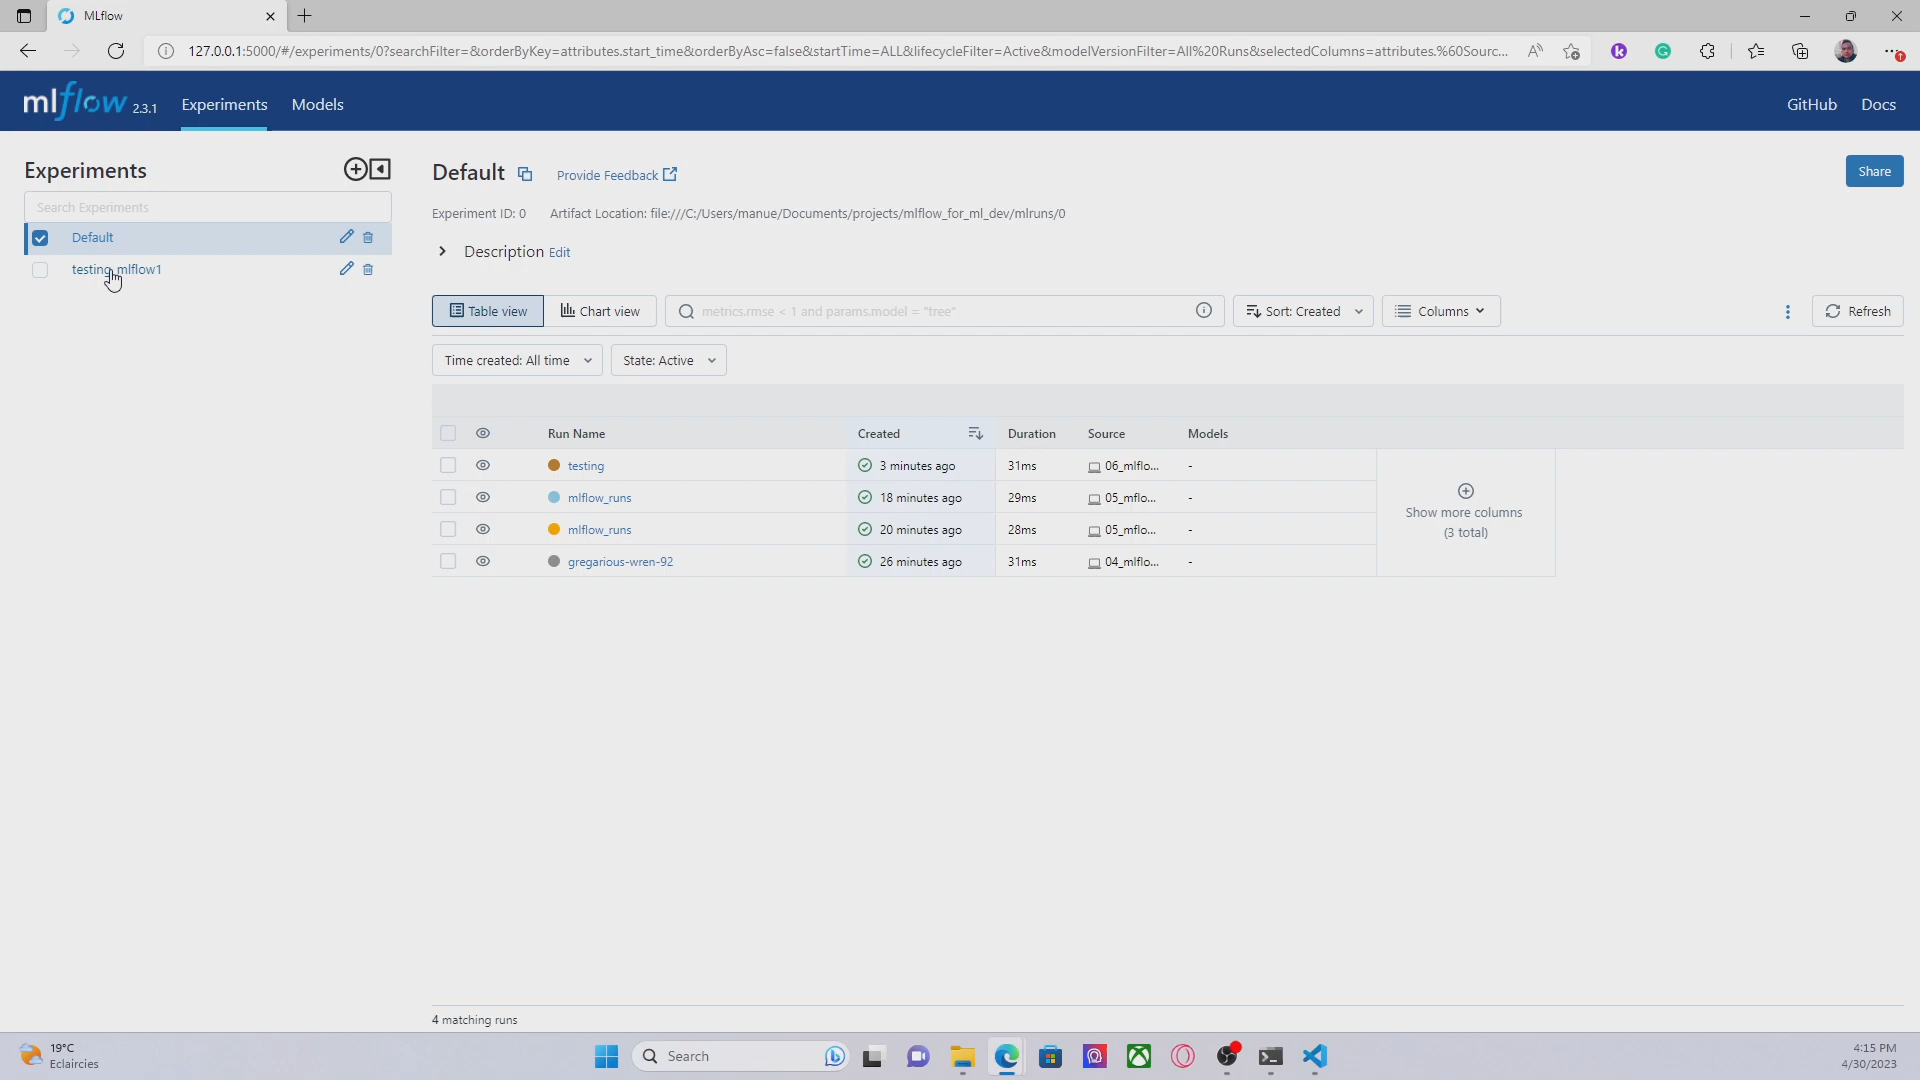 MLflow
127.0.0.1:5000/#/experiments/0?searchFilter=&orderByKey=attributes.start_time&orderByAsc=false&startTime=ALL&lifecycleFilter=Active&modelVersionFilter=All%20Runs&selectedColumns=attributes.%60Sourc...
mlflow 2.3.1 Experiments Models GitHub Docs
Experiments
Search Experiments
Default
testing_mlflow1
Default Provide Feedback
Share
Experiment ID: 0 Artifact Location: file:///C:/Users/manue/Documents/projects/mlflow_for_ml_dev/mlruns/0
Description Edit
Table view Chart view metrics.rmse < 1 and params.model = "tree" Sort: Created Columns Refresh
Time created: All time State: Active
Run Name Created Duration Source Models
testing 3 minutes ago 31ms 06_mlflo... -
mlflow_runs 18 minutes ago 29ms 05_mflo... -
mlflow_runs 20 minutes ago 28ms 05_mflo... -
gregarious-wren-92 26 minutes ago 31ms 04_mlflo... -
Show more columns
(3 total)
4 matching runs
19°C
Eclaircies
Search
4:15 PM
4/30/2023